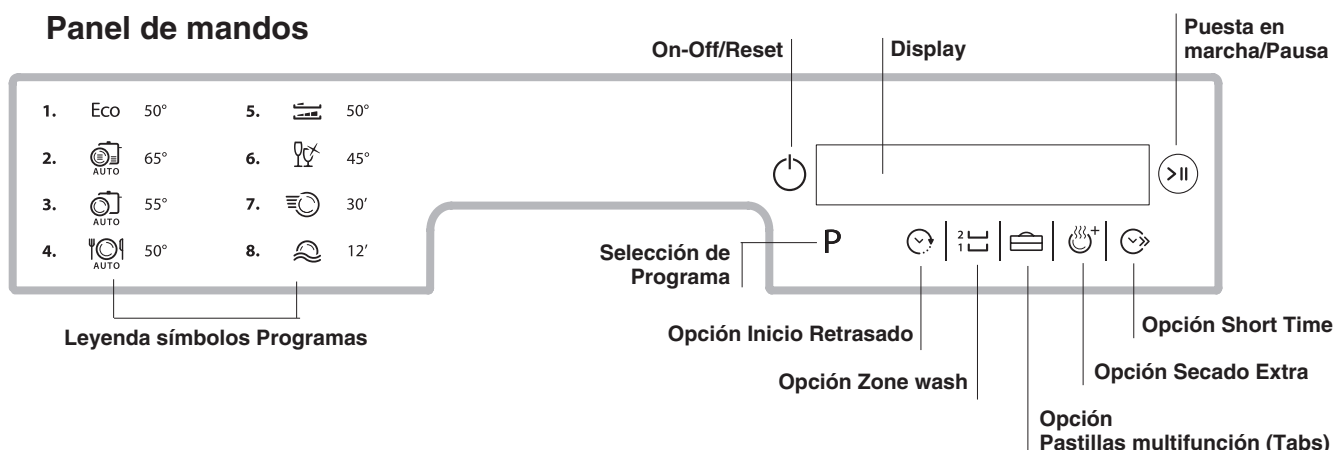 Panel de mandos
On-Off/Reset
Display
Puesta en
marcha/Pausa
1. Eco 50°
2. AUTO 65°
3. AUTO 55°
4. AUTO 50°
5. 50°
6. 45°
7. 30’
8. 12’
Leyenda símbolos Programas
Selección de
Programa
P
2
1
+
Opción Inicio Retrasado
Opción Zone wash
Opción
Pastillas multifunción (Tabs)
Opción Secado Extra
Opción Short Time